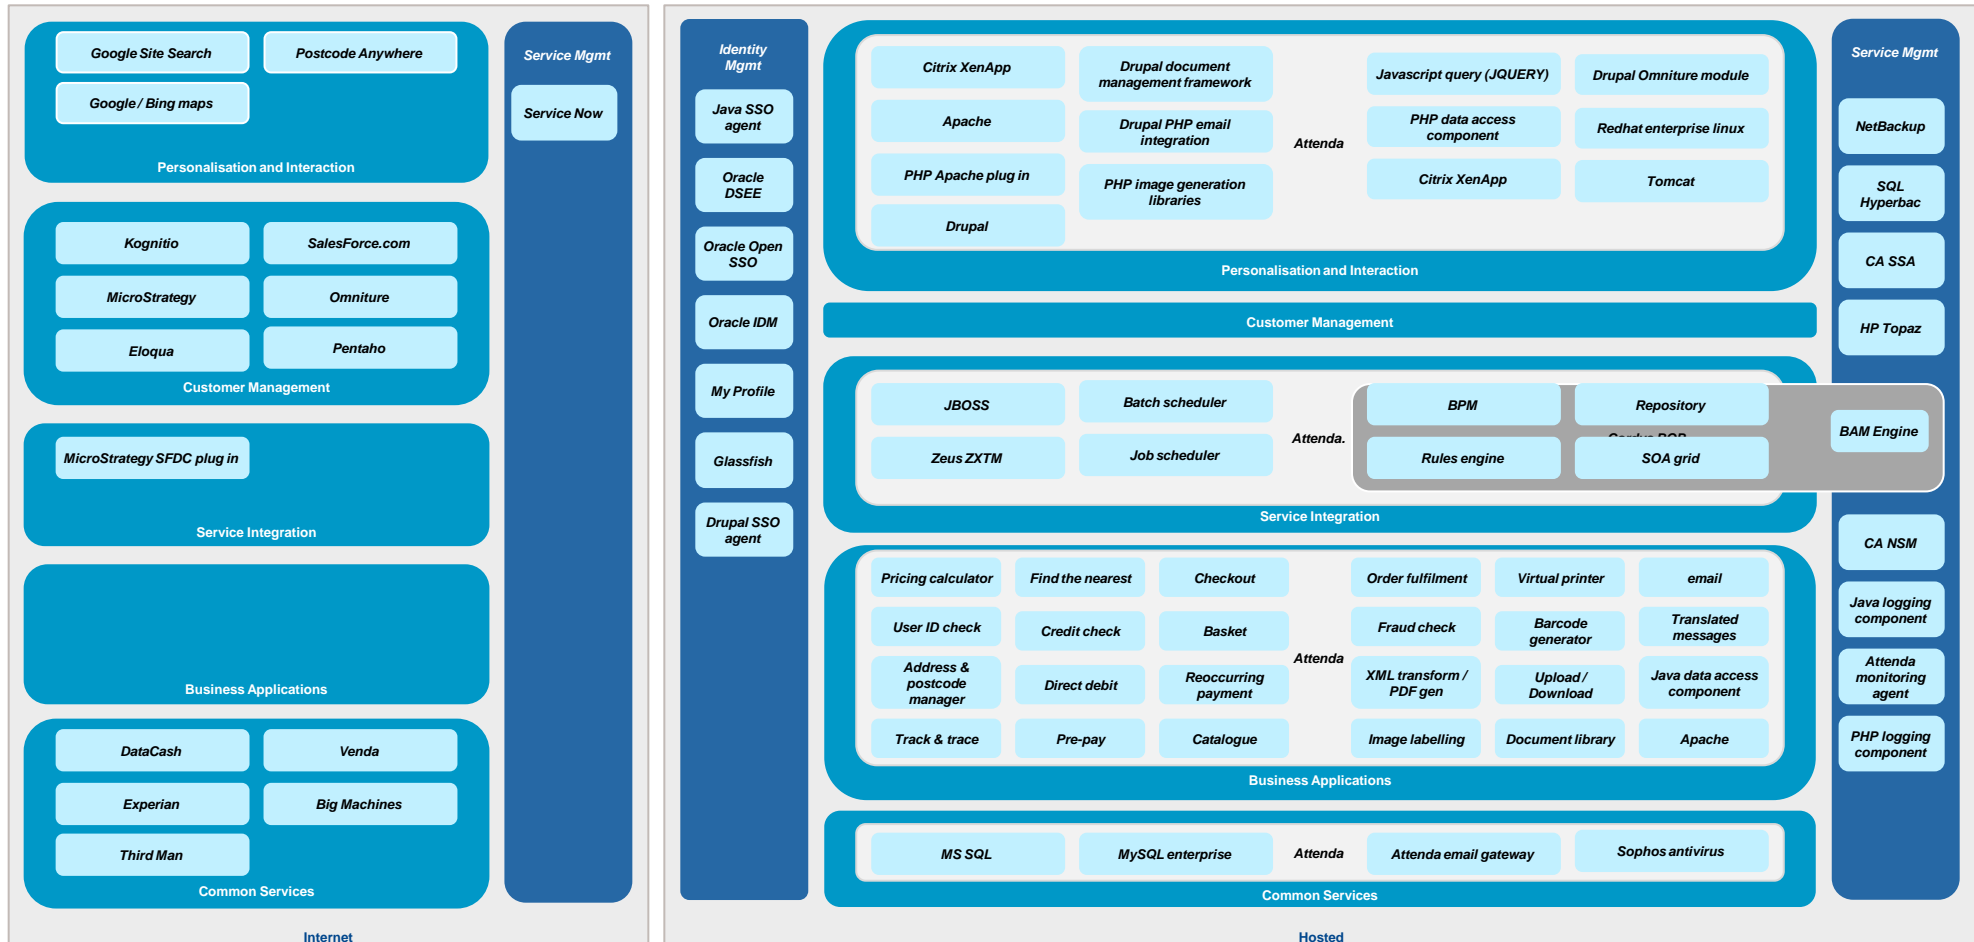 Google Site Search
Postcode Anywhere
Google / Bing maps
Personalisation and Interaction
Kognitio
SalesForce.com
MicroStrategy
Omniture
Eloqua
Pentaho
Customer Management
MicroStrategy SFDC plug in
Service Integration
Business Applications
DataCash
Venda
Experian
Big Machines
Third Man
Common Services
Service Mgmt
Service Now
Internet
Identity
Mgmt
Java SSO
agent
Oracle
DSEE
Oracle Open
SSO
Oracle IDM
My Profile
Glassfish
Drupal SSO
agent
Citrix XenApp
Drupal document
management framework
Apache
Drupal PHP email
integration
PHP Apache plug in
PHP image generation
libraries
Drupal
Attenda
Javascript query (JQUERY)
Drupal Omniture module
PHP data access
component
Redhat enterprise linux
Citrix XenApp
Tomcat
Personalisation and Interaction
Customer Management
JBOSS
Batch scheduler
Zeus ZXTM
Job scheduler
Attenda.
BPM
Repository
Rules engine
SOA grid
BAM Engine
Service Integration
Pricing calculator
Find the nearest
Checkout
User ID check
Credit check
Basket
Address &
postcode
manager
Direct debit
Reoccurring
payment
Track & trace
Pre-pay
Catalogue
Attenda
Order fulfilment
Virtual printer
email
Fraud check
Barcode
generator
Translated
messages
XML transform /
PDF gen
Upload /
Download
Java data access
component
Image labelling
Document library
Apache
Business Applications
MS SQL
MySQL enterprise
Attenda
Attenda email gateway
Sophos antivirus
Common Services
Service Mgmt
NetBackup
SQL
Hyperbac
CA SSA
HP Topaz
CA NSM
Java logging
component
Attenda
monitoring
agent
PHP logging
component
Hosted